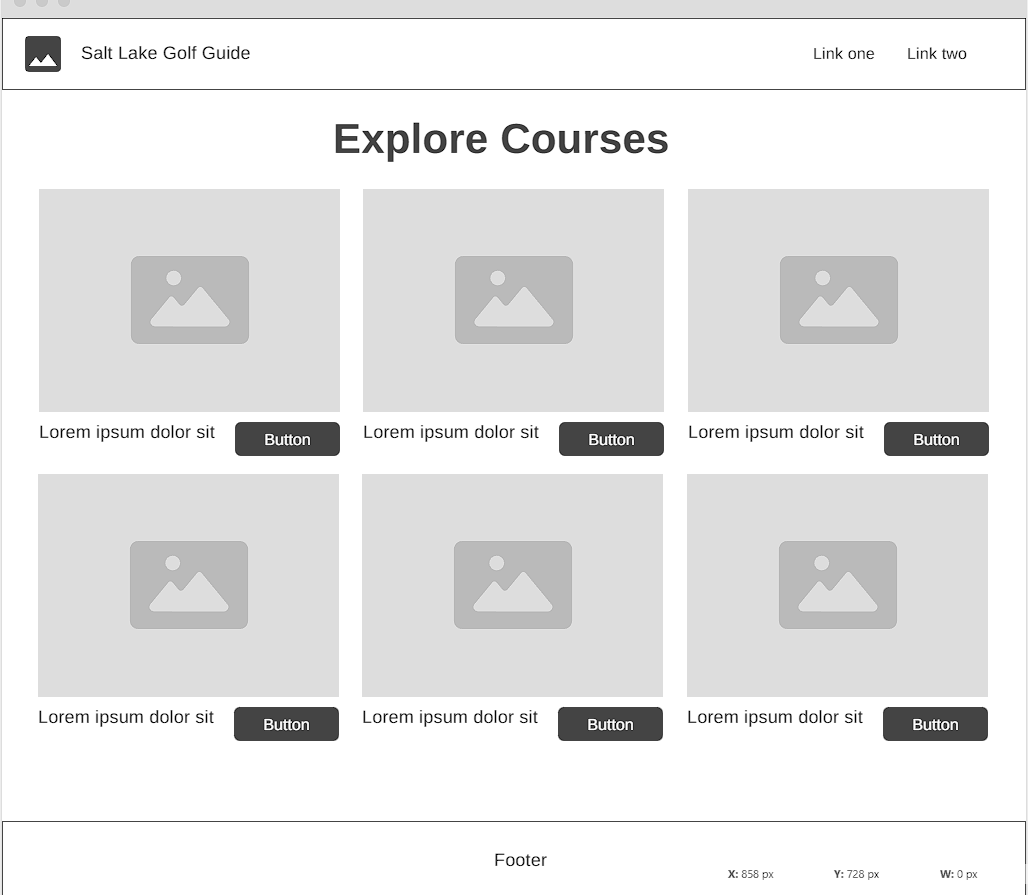 Salt Lake Golf Guide
Link one
Link two
Explore Courses
Lorem ipsum dolor sit
Button
Lorem ipsum dolor sit
Button
Lorem ipsum dolor sit
Button
Lorem ipsum dolor sit
Button
Lorem ipsum dolor sit
Button
Lorem ipsum dolor sit
Button
Footer
X: 858 px
Y: 728 px
W: 0 px